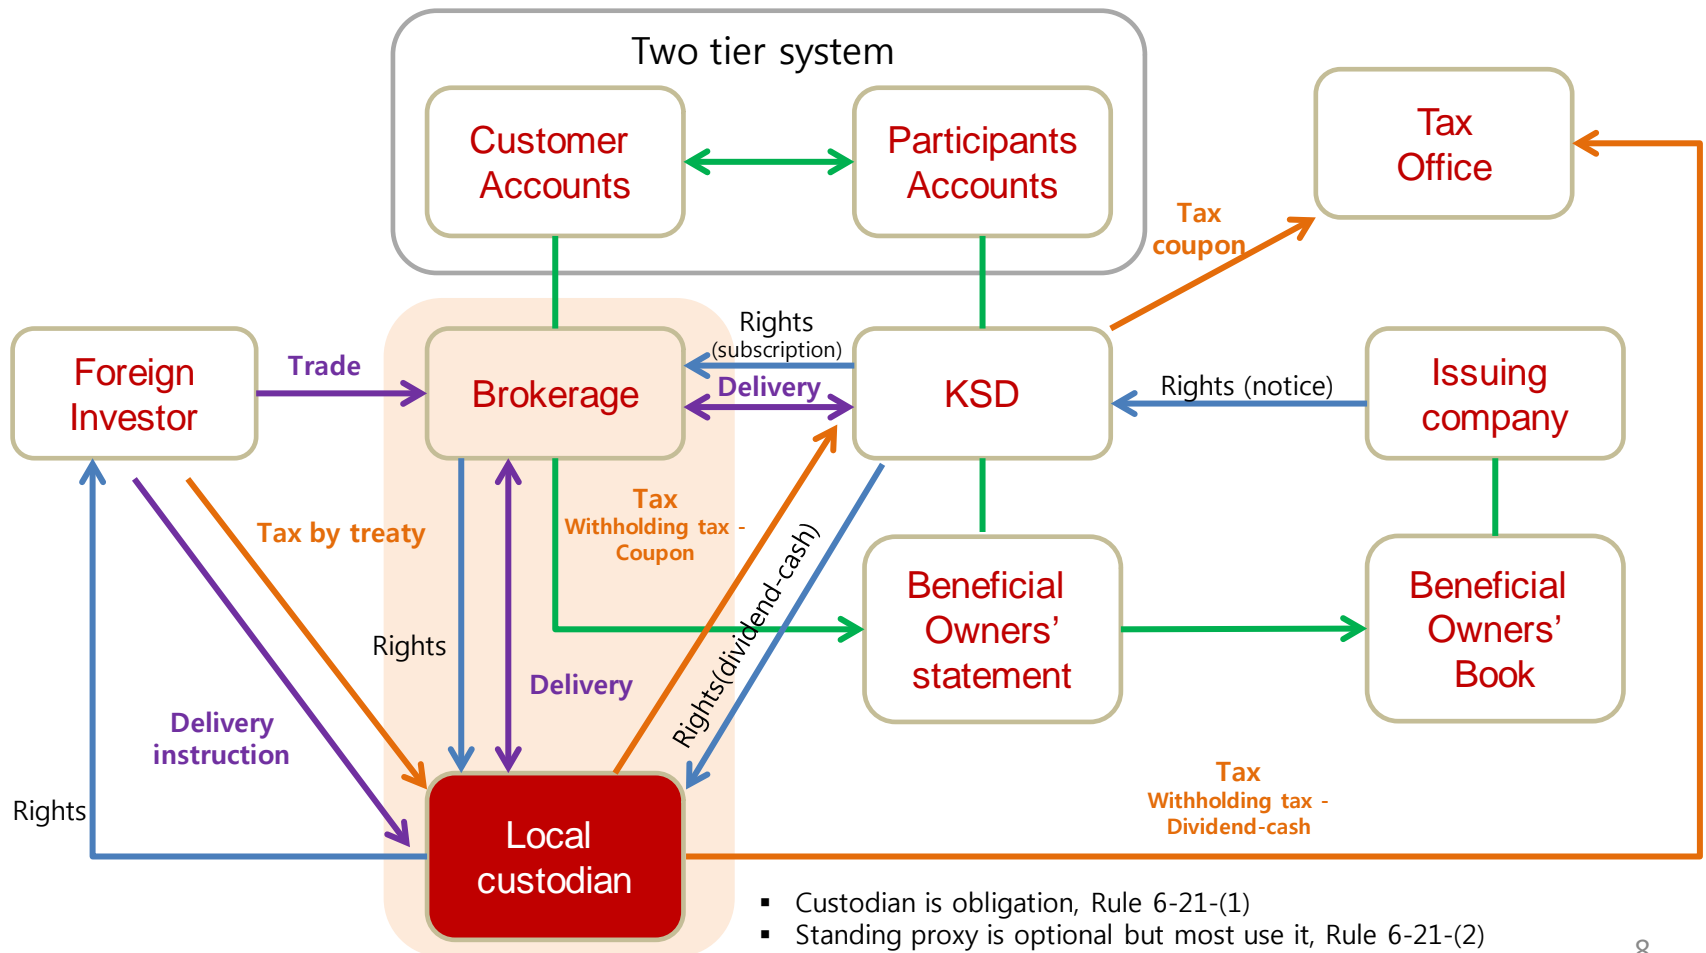 Two tier system
Customer
Accounts
Participants
Accounts
Tax
Office
Tax
coupon
Foreign
Investor
Trade
Brokerage
Rights
(subscription)
Delivery
KSD
Rights (notice)
Issuing
company
Tax by treaty
Tax
Withholding tax -
Coupon
Rights(dividend-cash)
Beneficial
Owners’
statement
Beneficial
Owners’
Book
Rights
Delivery
Delivery
instruction
Rights
Local
custodian
Tax
Withholding tax -
Dividend-cash
▪ Custodian is obligation, Rule 6-21-(1)
▪ Standing proxy is optional but most use it, Rule 6-21-(2)
8